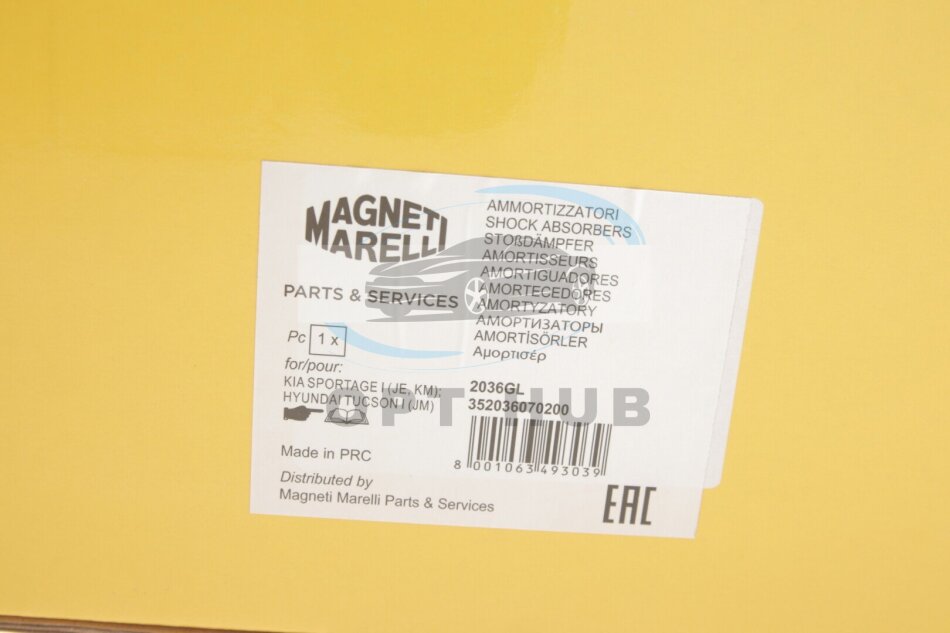 MAGNETI
MARELLI
PARTS & SERVICES
Pc 1 x
for/pour:
KIA SPORTAGE I (JE, KM);
HYUNDAI TUCSON I (JM)
Made in PRC
Distributed by
Magneti Marelli Parts & Services
AMMORTIZZATORI
SHOCK ABSORBERS
STOßDÄMPFER
AMORTISSEURS
AMORTIGUADORES
AMORTECEDORES
AMORTYZATORY
АМОРТИЗАТОРЫ
AMORTİSÖRLER
Αμορτισέρ
2036GL
352036070200
8 001063 493039
EAC
OPT HUB